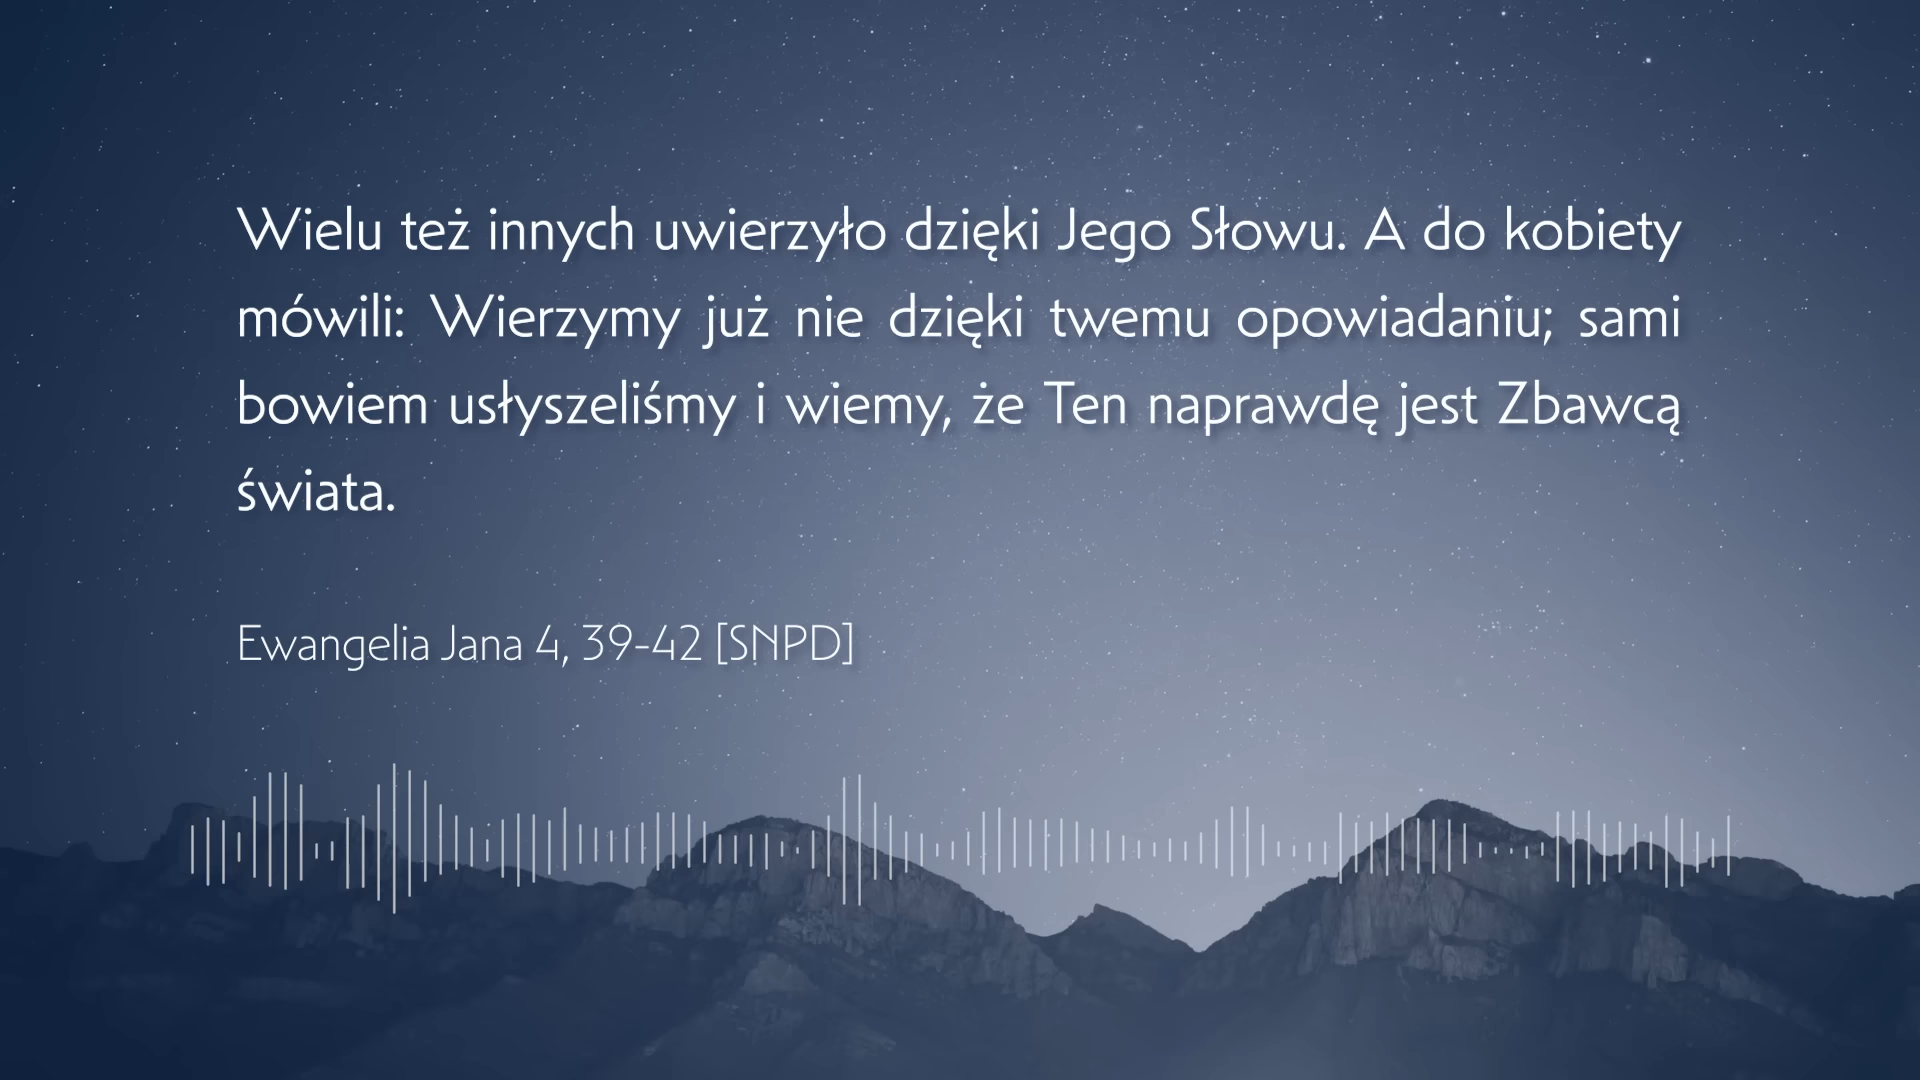 Wielu też innych uwierzyło dzięki Jego Słowu. A do kobiety
mówili: Wierzymy już nie dzięki twemu opowiadaniu; sami
bowiem usłyszeliśmy i wiemy, że Ten naprawdę jest Zbawcą
świata.
Ewangelia Jana 4, 39-42 [SNPD]